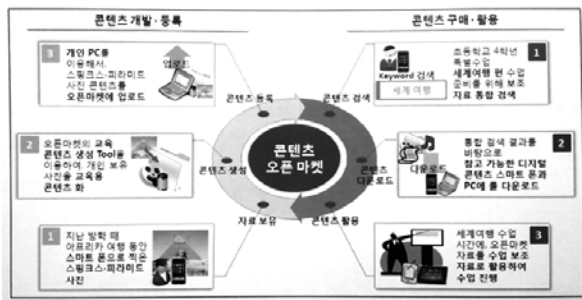 콘텐츠 개발·등록
콘텐츠 구매·활용
3
개인 PC를
이용해서,
스핑크스·피라미드
사진 콘텐츠를
오픈마켓에 업로드
업로드
2
오픈마켓의 교육
콘텐츠 생성 Tool을
이용하여, 개인 보유
사진을 교육용
콘텐츠 화
1
지난 방학 때
아프리카 여행 동안
스마트 폰으로 찍은
스핑크스·피라미드
사진
콘텐츠 등록
콘텐츠 검색
콘텐츠 생성
콘텐츠
오픈 마켓
콘텐츠
다운로드
자료 보유
콘텐츠 활용
Keyword 검색
세계 여행
초등학교 4학년
특별수업
세계여행 편 수업
준비를 위해 보조
자료 통합 검색
1
다운로드
통합 검색 결과를
바탕으로
참고 가능한 디지털
콘텐츠 스마트 폰과
PC에 를 다운로드
2
세계여행 수업
시간에, 오픈마켓
자료를 수업 보조
자료로 활용하여
수업 진행
3